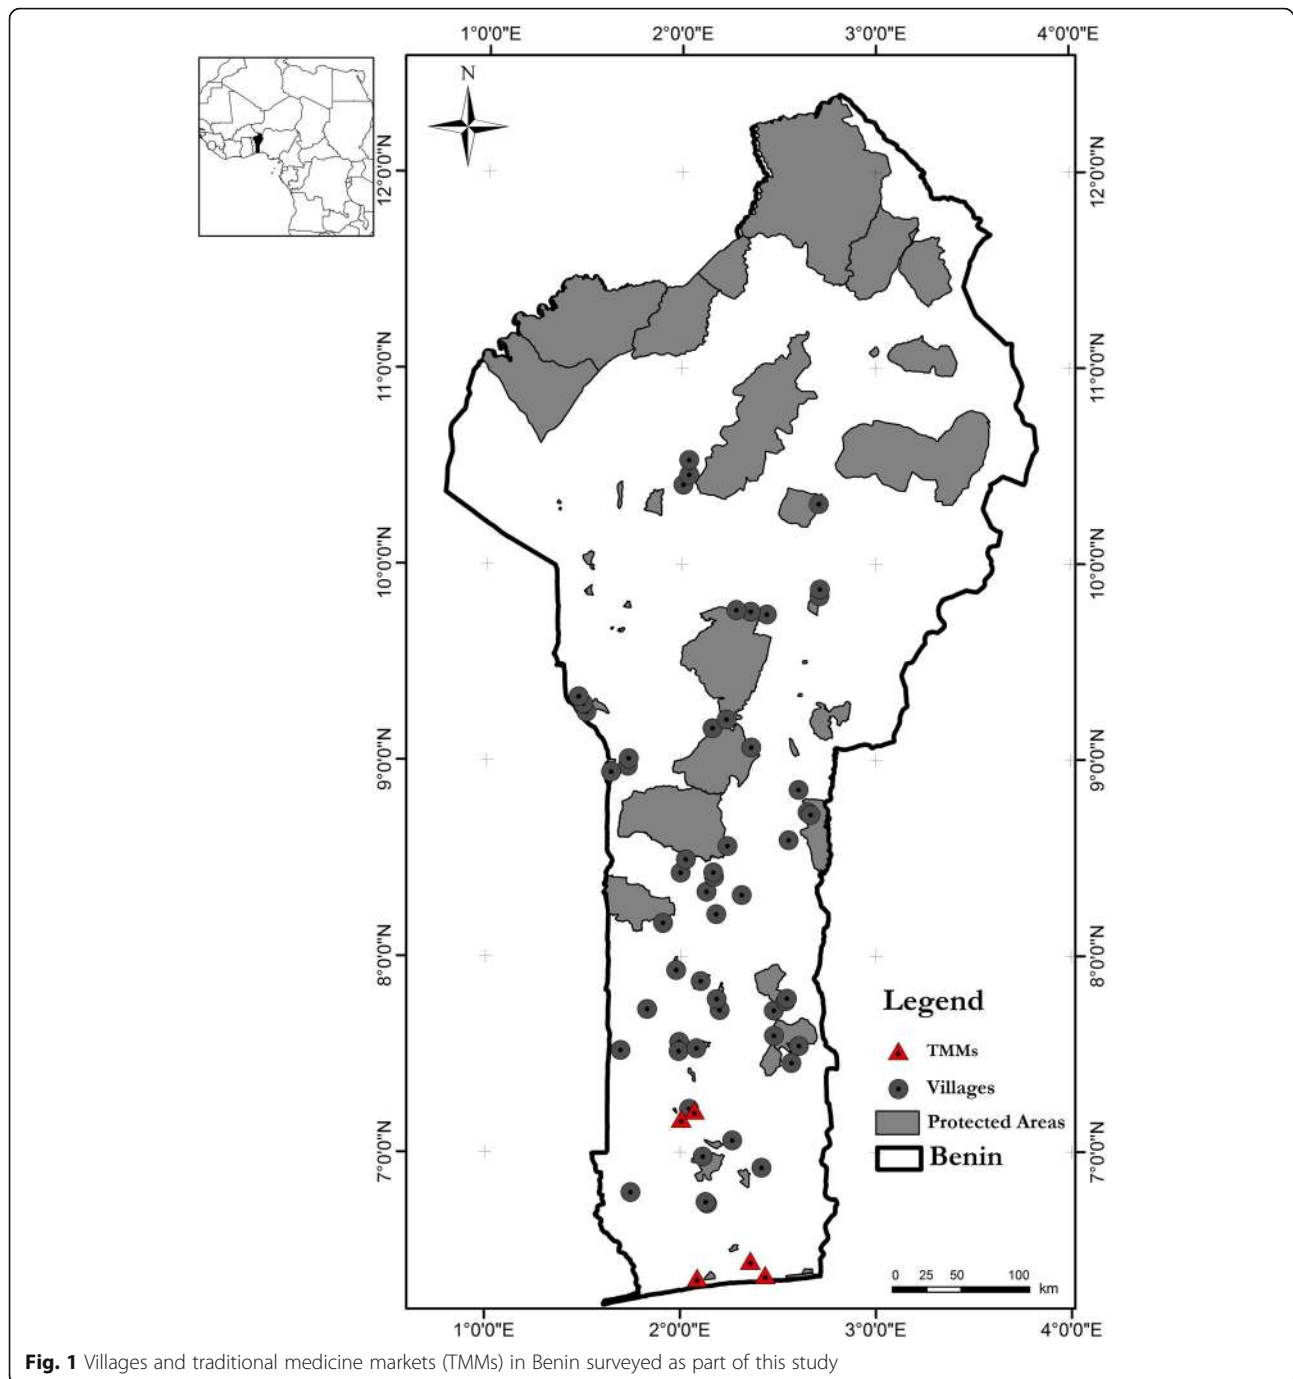 1°0'0"E 2°0'0"E 3°0'0"E 4°0'0"E
N
12°0'0"N 12°0'0"N
11°0'0"N 11°0'0"N
10°0'0"N 10°0'0"N
9°0'0"N 9°0'0"N
8°0'0"N 8°0'0"N
Legend
TMMs
Villages
Protected Areas
7°0'0"N 7°0'0"N
Benin
0 25 50 100
km
1°0'0"E 2°0'0"E 3°0'0"E 4°0'0"E
Fig. 1 Villages and traditional medicine markets (TMMs) in Benin surveyed as part of this study